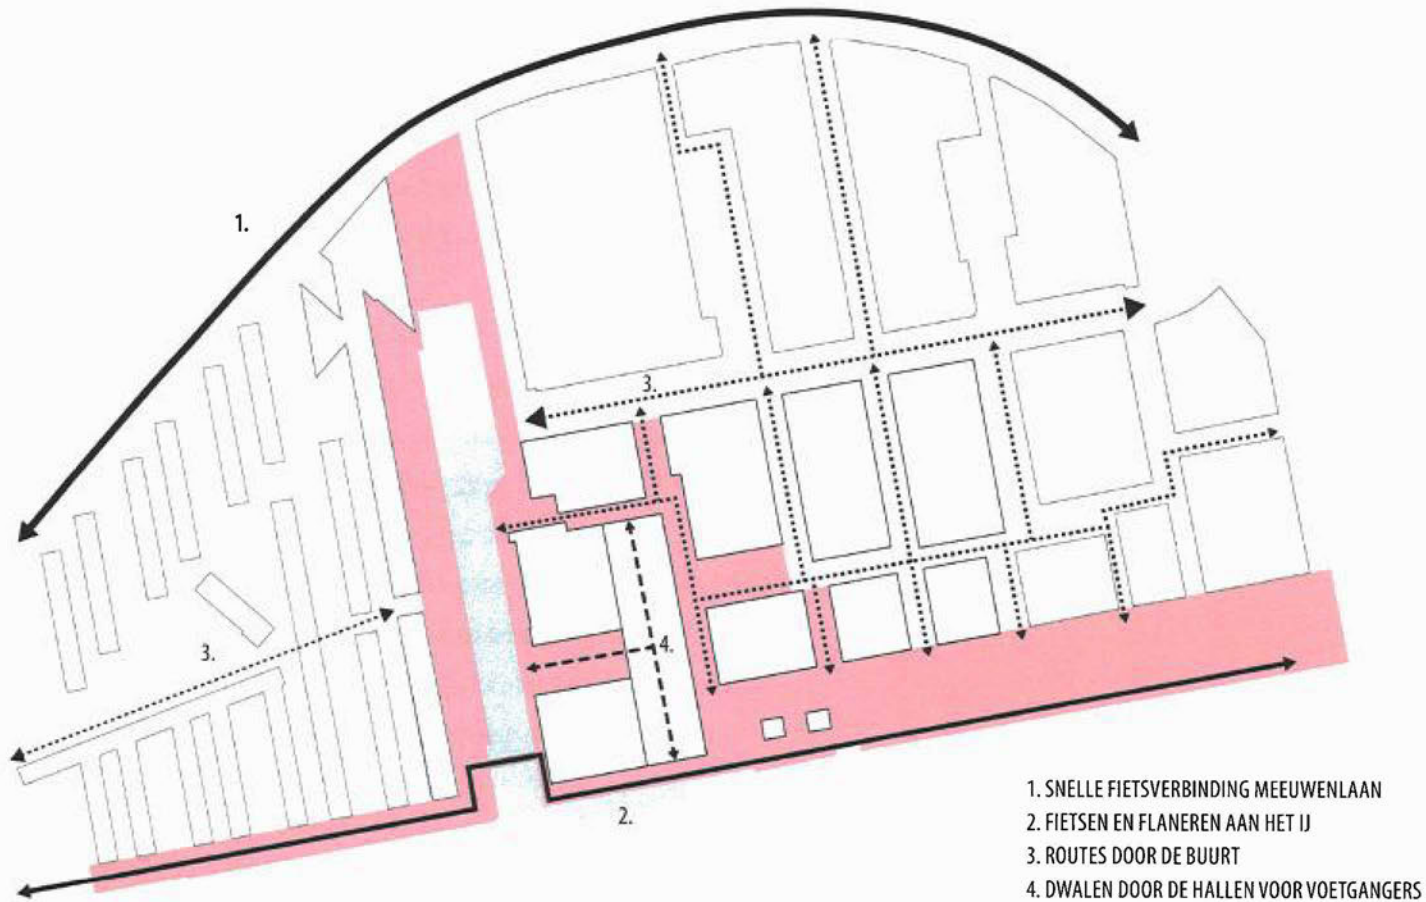 1.
3.
3.
4.
2.
1. SNELLE FIETSVERBINDING MEEUWENLAAN
2. FIETSEN EN FLANEREN AAN HET IJ
3. ROUTES DOOR DE BUURT
4. DWALEN DOOR DE HALLEN VOOR VOETGANGERS